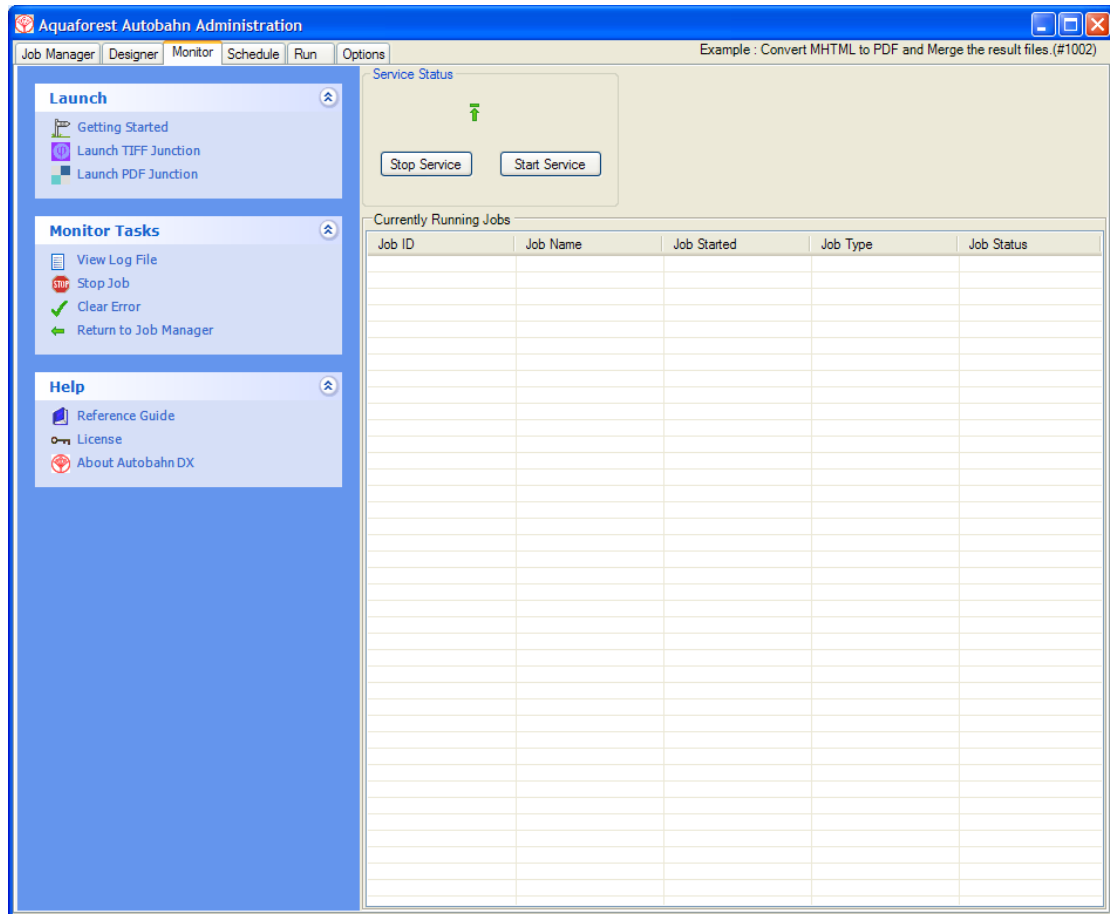 Aquaforest Autobahn Administration
Job Manager Designer Monitor Schedule Run Options Example : Convert MHTML to PDF and Merge the result files.(#1002)
Launch
Getting Started
Launch TIFF Junction
Launch PDF Junction
Monitor Tasks
View Log File
STOP Stop Job
Clear Error
Return to Job Manager
Help
Reference Guide
License
About Autobahn DX
Service Status
Stop Service Start Service
Currently Running Jobs
Job ID Job Name Job Started Job Type Job Status